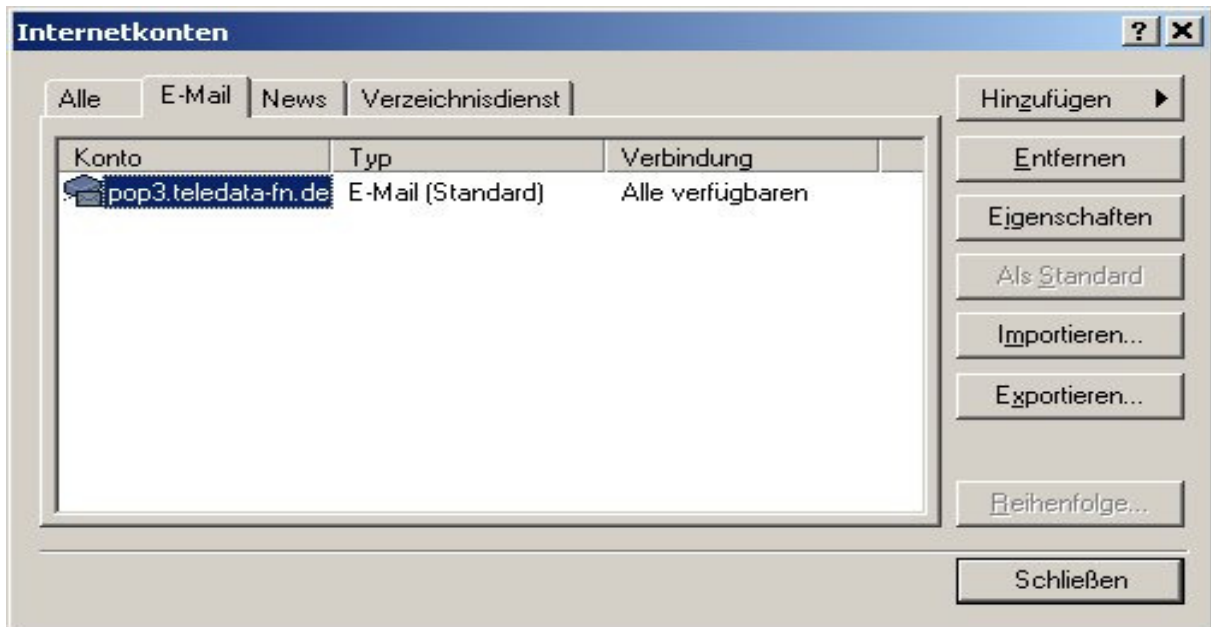 Internetkonten
Alle E-Mail News Verzeichnisdienst
Konto Typ Verbindung
pop3.teledata-fn.de E-Mail (Standard) Alle verfügbaren
Hinzufügen
Entfernen
Eigenschaften
Als Standard
Importieren...
Exportieren...
Reihenfolge...
Schließen